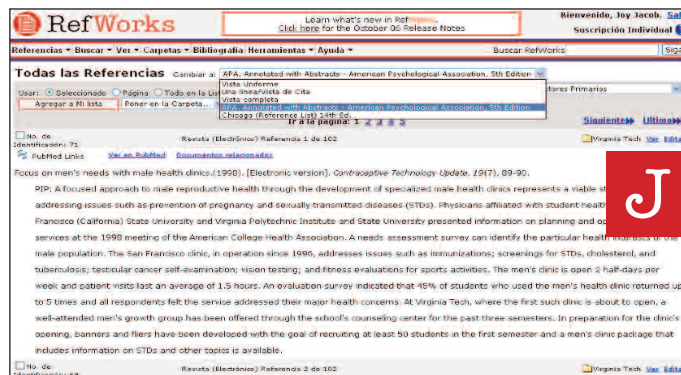 RefWorks
Learn what's new in RefWorks.
Click here for the October 06 Release Notes
Bienvenido, Joy Jacob. Sal
Suscripción Individual
Referencias Buscar Ver Carpetas Bibliografía Herramientas Ayuda
Buscar RefWorks
Siga
Todas las Referencias Cambiar a: APA, Annotated with Abstracts - American Psychological Association, 5th Edition
Vista Uniforme
Una línea/Vista de Cita
Vista completa
APA, Annotated with Abstracts - American Psychological Association, 5th Edition
Chicago (Reference List) 14th Ed.
Usar: Seleccionado Página Todo en la Lis
tores Primarios
Agregar a Mi lista Poner en la Carpeta...
Ir a la página: 1 2 3 4 5
Siguiente Ultima
No. de Identificación: 71
Revista (Electrónico) Referencia 1 de 102
Virginia Tech Ver Edita
PubMed Links Ver en PubMed Documentos relacionados
Focus on men's needs with male health clinics.(1998). [Electronic version]. Contraceptive Technology Update, 19(7), 89-90.
PIP: A focused approach to male reproductive health through the development of specialized male health clinics represents a viable st
addressing issues such as prevention of pregnancy and sexually transmitted diseases (STDs). Physicians affiliated with student health
Francisco (California) State University and Virginia Polytechnic Institute and State University presented information on planning and op
services at the 1998 meeting of the American College Health Association. A needs assessment survey can identify the particular health interests of the
male population. The San Francisco clinic, in operation since 1996, addresses issues such as immunizations; screenings for STDs, cholesterol, and
tuberculosis; testicular cancer self-examination; vision testing; and fitness evaluations for sports activities. The men's clinic is open 2 half-days per
week and patient visits last an average of 1.5 hours. An evaluation survey indicated that 45% of students who used the men's health clinic returned up
to 5 times and all respondents felt the service addressed their major health concerns. At Virginia Tech, where the first such clinic is about to open, a
well-attended men's growth group has been offered through the school's counseling center for the past three semesters. In preparation for the clinic's
opening, banners and fliers have been developed with the goal of recruiting at least 50 students in the first semester and a men's clinic package that
includes information on STDs and other topics is available.
J
No. de
Revista (Electrónico) Referencia 2 de 102
Virginia Tech Ver Edita